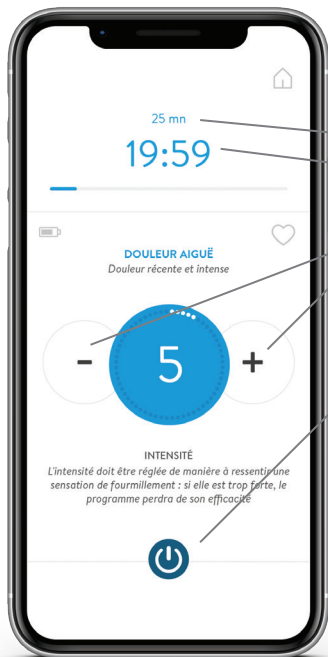 25 mn
19:59
DOULEUR AIGUË
Douleur récente et intense
- 5 +
INTENSITÉ
L'intensité doit être réglée de manière à ressentir une
sensation de fourmillement : si elle est trop forte, le
programme perdra de son efficacité